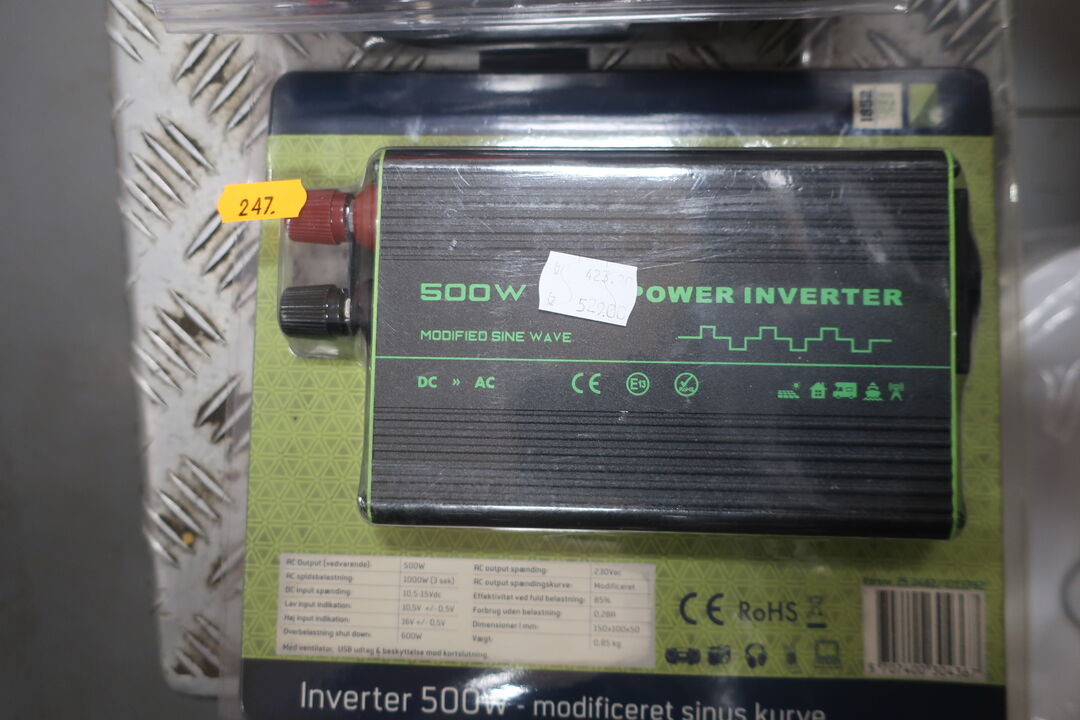 1852
247.
423.
529.00
500W POWER INVERTER
MODIFIED SINE WAVE
DC » AC
CE E13
AC Output (vedvarende): 500W
AC spidsbelastning: 1000W (3 sek)
DC input spænding: 10,5-15Vdc
Lav input indikation: 10,5V +/- 0,5V
Høj input indikation: 16V +/- 0,5V
Overbelastning shut down: 600W
AC output spænding: 230Vac
AC output spændingskurve: Modificeret
Effektivitet ved fuld belastning: 85%
Forbrug uden belastning: 0,28A
Dimensioner i mm: 150x100x50
Vægt: 0,85 kg
Med ventilator, USB udtag & beskyttelse mod kortslutning.
CE RoHS
Inverter 500W - modificeret sinus kurve